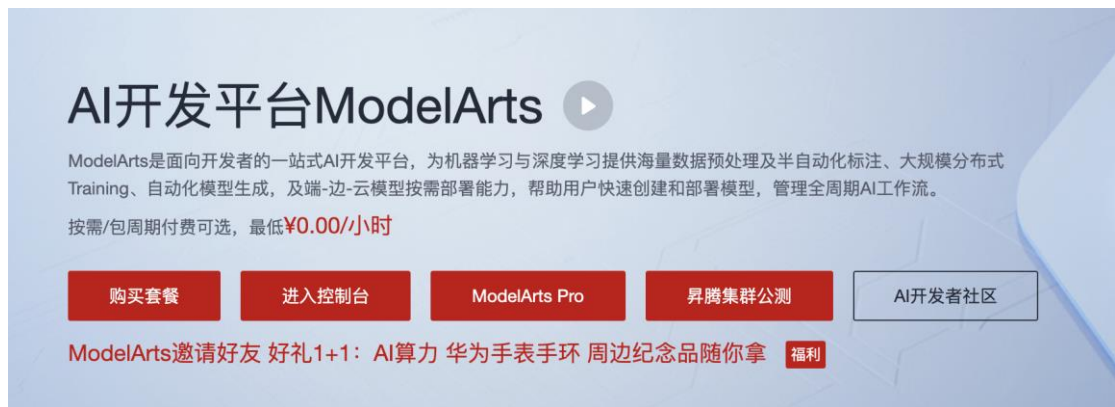 AI开发平台ModelArts
ModelArts是面向开发者的一站式AI开发平台，为机器学习与深度学习提供海量数据预处理及半自动化标注、大规模分布式
Training、自动化模型生成，及端-边-云模型按需部署能力，帮助用户快速创建和部署模型，管理全周期AI工作流。
按需/包周期付费可选，最低¥0.00/小时
购买套餐 进入控制台 ModelArts Pro 昇腾集群公测 AI开发者社区
ModelArts邀请好友 好礼1+1：AI算力 华为手表手环 周边纪念品随你拿 福利